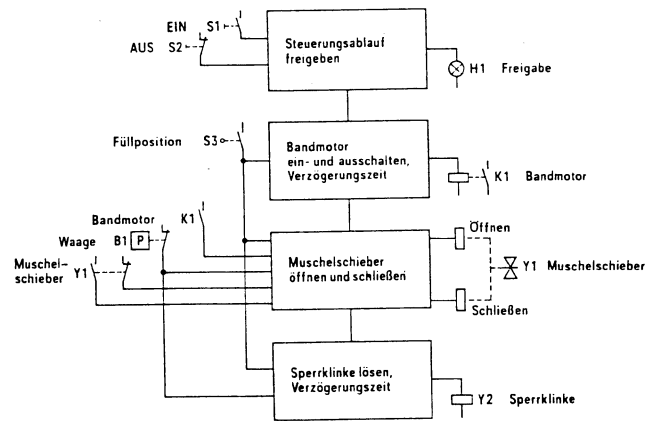 EIN S1
AUS S2
Steuerungsablauf
freigeben
H1 Freigabe
Füllposition S3
Bandmotor
ein- und ausschalten,
Verzögerungszeit
K1 Bandmotor
Bandmotor K1
Waage B1 P
Muschel-
schieber Y1
Muschelschieber
öffnen und schließen
Öffnen
Y1 Muschelschieber
Schließen
Sperrklinke lösen,
Verzögerungszeit
Y2 Sperrklinke